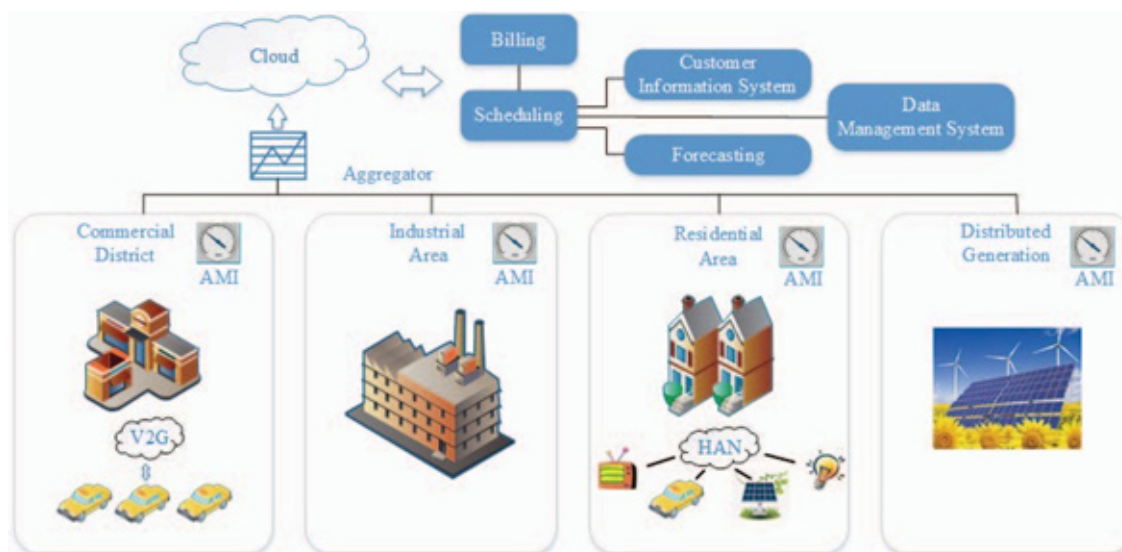 Cloud
Billing
Scheduling
Customer
Information System
Data
Management System
Forecasting
Aggregator
Commercial
District
AMI
Industrial
Area
AMI
Residential
Area
AMI
Distributed
Generation
AMI
V2G
HAN